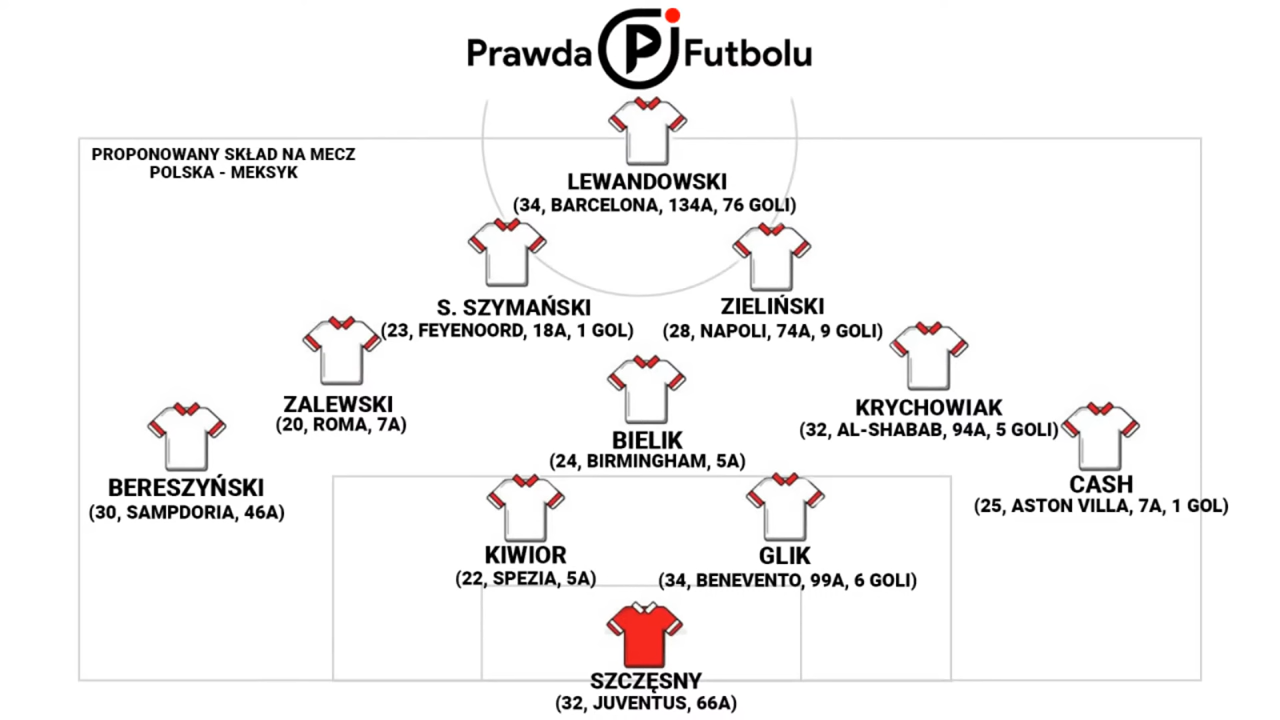 Prawda Futbolu
PROPONOWANY SKŁAD NA MECZ
POLSKA - MEKSYK
LEWANDOWSKI
(34, BARCELONA, 134A, 76 GOLI)
S. SZYMAŃSKI
(23, FEYENOORD, 18A, 1 GOL)
ZIELIŃSKI
(28, NAPOLI, 74A, 9 GOLI)
ZALEWSKI
(20, ROMA, 7A)
BIELIK
(24, BIRMINGHAM, 5A)
KRYCHOWIAK
(32, AL-SHABAB, 94A, 5 GOLI)
BERESZYŃSKI
(30, SAMPDORIA, 46A)
CASH
(25, ASTON VILLA, 7A, 1 GOL)
KIWIOR
(22, SPEZIA, 5A)
GLIK
(34, BENEVENTO, 99A, 6 GOLI)
SZCZĘSNY
(32, JUVENTUS, 66A)